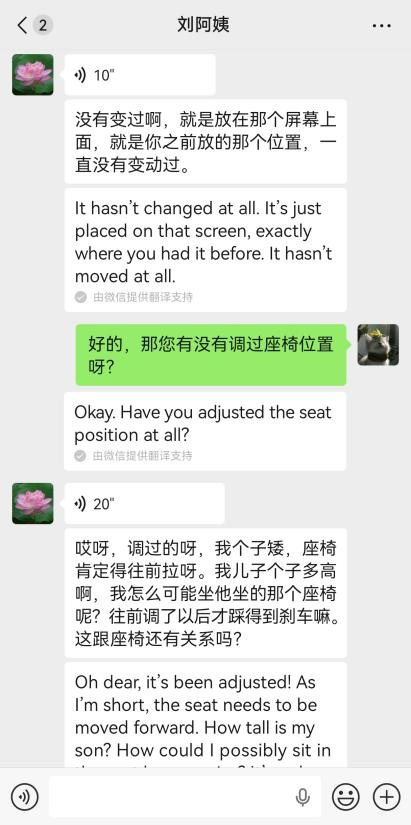 2
刘阿姨
10"
没有变过啊，就是放在那个屏幕上
面，就是你之前放的那个位置，一
直没有变动过。
It hasn’t changed at all. It’s just
placed on that screen, exactly
where you had it before. It hasn’t
moved at all.
由微信提供翻译支持
好的，那您有没有调过座椅位置
呀？
Okay. Have you adjusted the seat
position at all?
由微信提供翻译支持
20"
哎呀，调过的呀，我个子矮，座椅
肯定得往前拉呀。我儿子个子多高
啊，我怎么可能坐他坐的那个座椅
呢？往前调了以后才踩得到刹车嘛。
这跟座椅还有关系吗？
Oh dear, it’s been adjusted! As
I’m short, the seat needs to be
moved forward. How tall is my
son? How could I possibly sit in